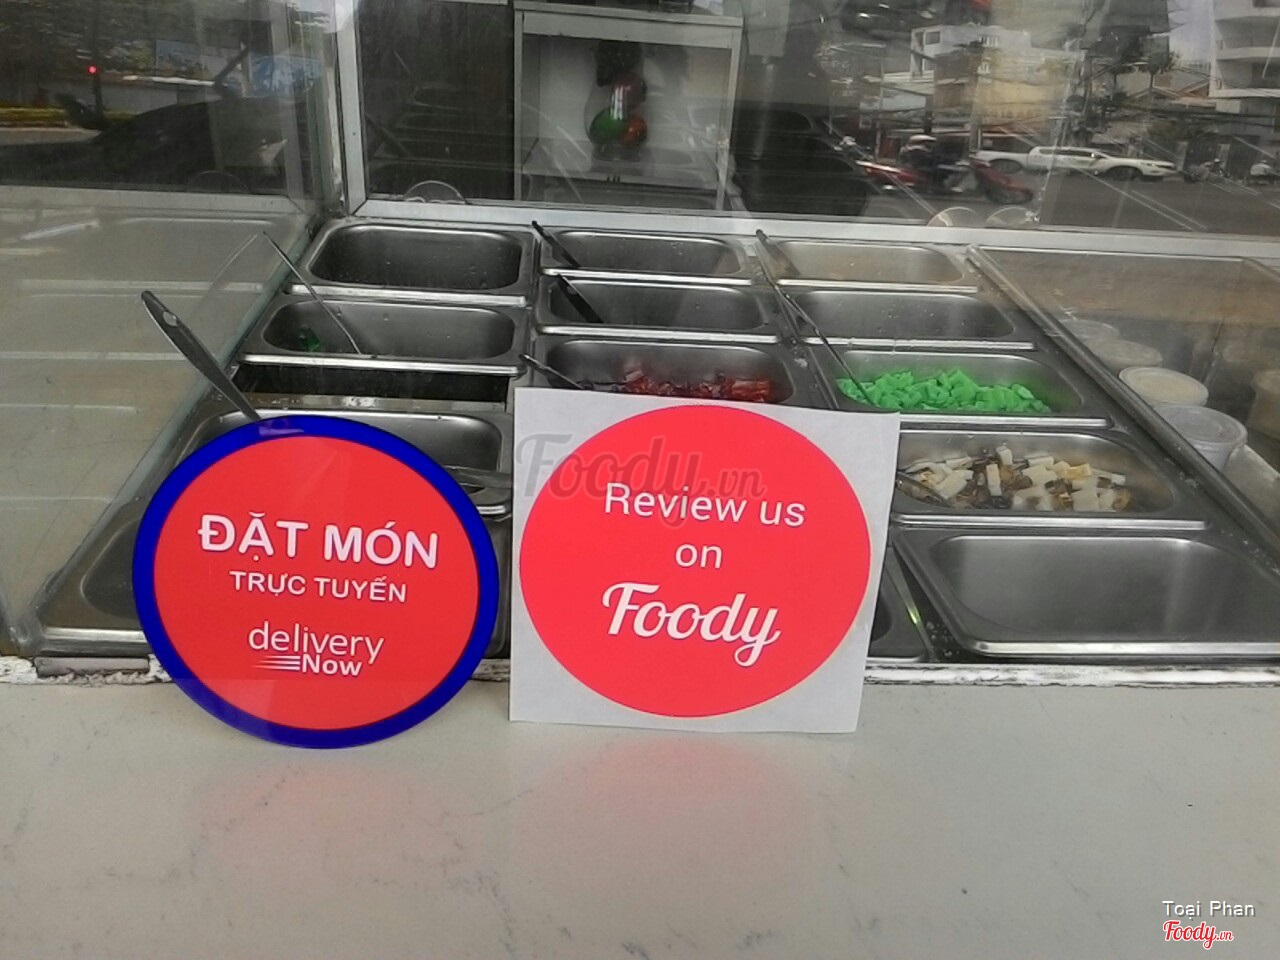 Foody.vn
ĐẶT MÓN
TRỰC TUYẾN
delivery
Now
Review us
on
Foody
Toại Phan
Foody.vn